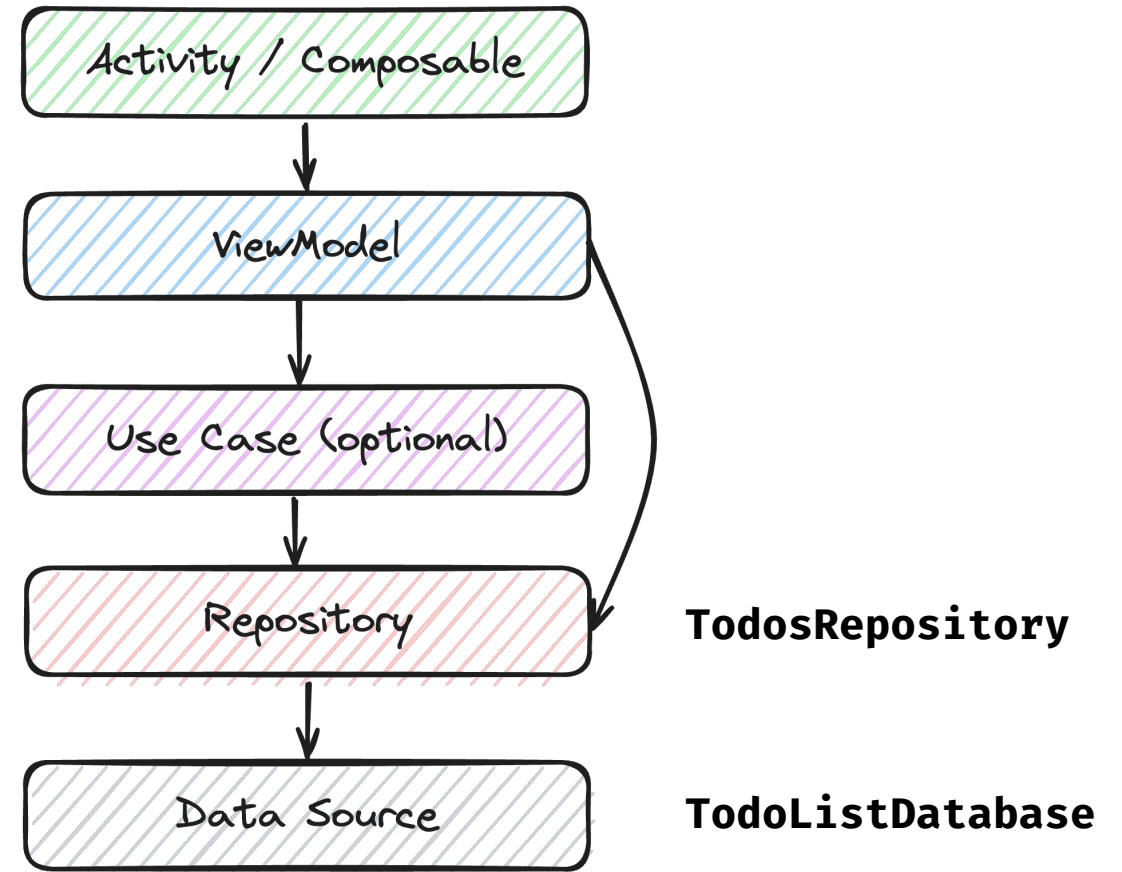 Activity / Composable
ViewModel
Use Case (optional)
Repository
TodosRepository
Data Source
TodoListDatabase